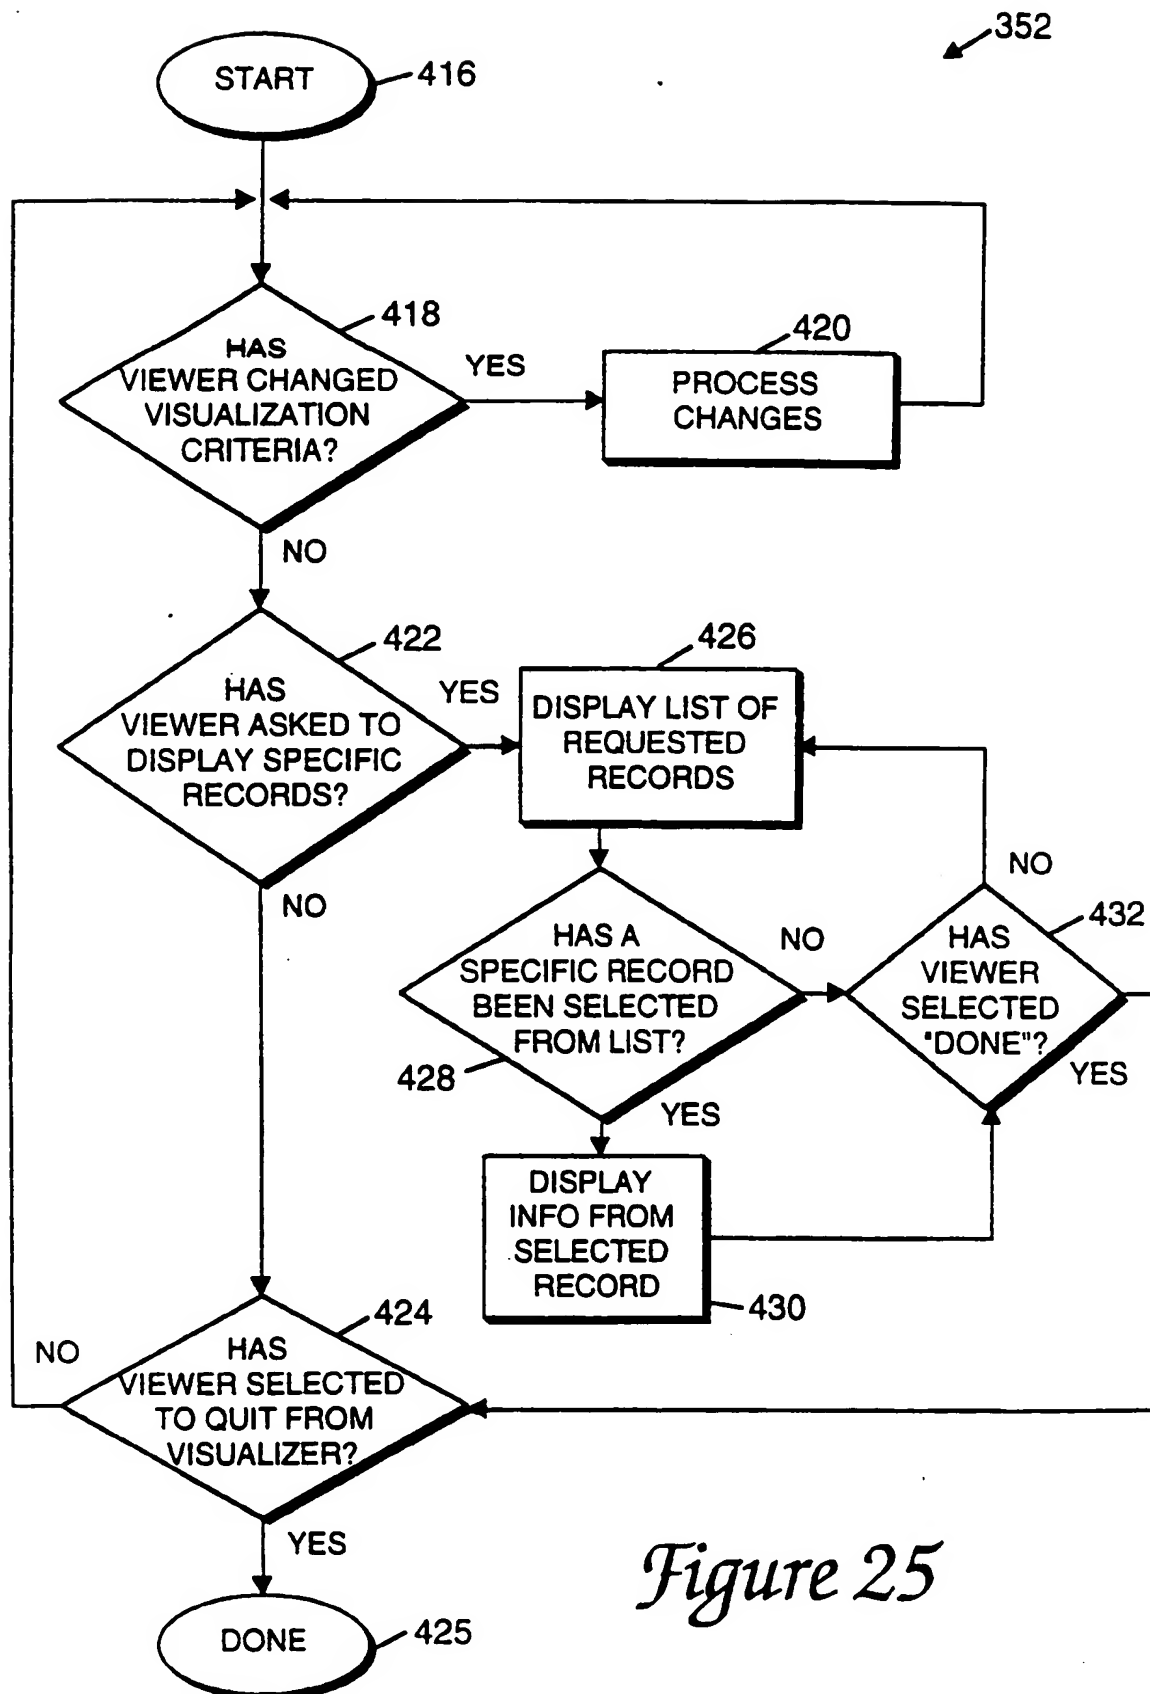 352
START
416
HAS
VIEWER CHANGED
VISUALIZATION
CRITERIA?
418
YES
420
PROCESS
CHANGES
NO
HAS
VIEWER ASKED TO
DISPLAY SPECIFIC
RECORDS?
422
YES
426
DISPLAY LIST OF
REQUESTED
RECORDS
NO
HAS A
SPECIFIC RECORD
BEEN SELECTED
FROM LIST?
428
NO
NO
432
HAS
VIEWER
SELECTED
"DONE"?
YES
YES
DISPLAY
INFO FROM
SELECTED
RECORD
430
424
NO
HAS
VIEWER SELECTED
TO QUIT FROM
VISUALIZER?
YES
DONE
425
Figure 25